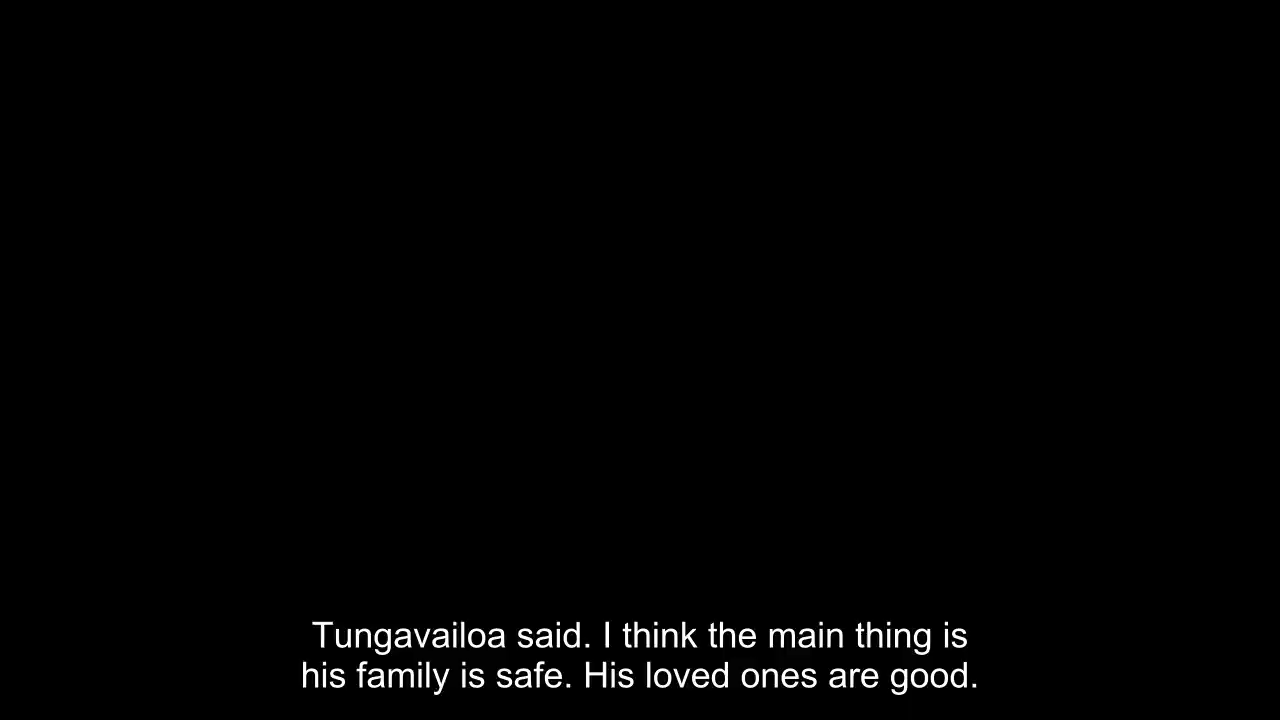 Tungavailoa said. I think the main thing is
his family is safe. His loved ones are good.